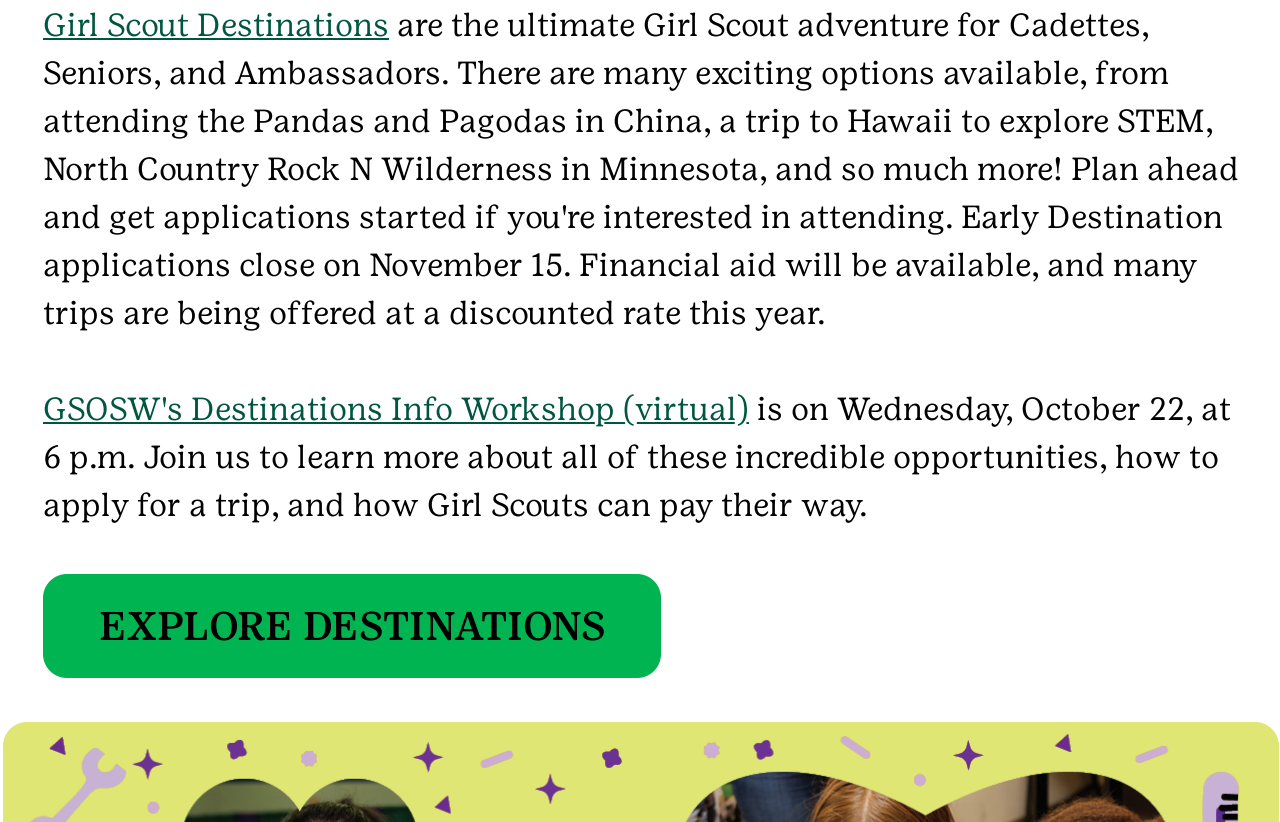 Girl Scout Destinations are the ultimate Girl Scout adventure for Cadettes,
Seniors, and Ambassadors. There are many exciting options available, from
attending the Pandas and Pagodas in China, a trip to Hawaii to explore STEM,
North Country Rock N Wilderness in Minnesota, and so much more! Plan ahead
and get applications started if you're interested in attending. Early Destination
applications close on November 15. Financial aid will be available, and many
trips are being offered at a discounted rate this year.
GSOSW's Destinations Info Workshop (virtual) is on Wednesday, October 22, at
6 p.m. Join us to learn more about all of these incredible opportunities, how to
apply for a trip, and how Girl Scouts can pay their way.
EXPLORE DESTINATIONS